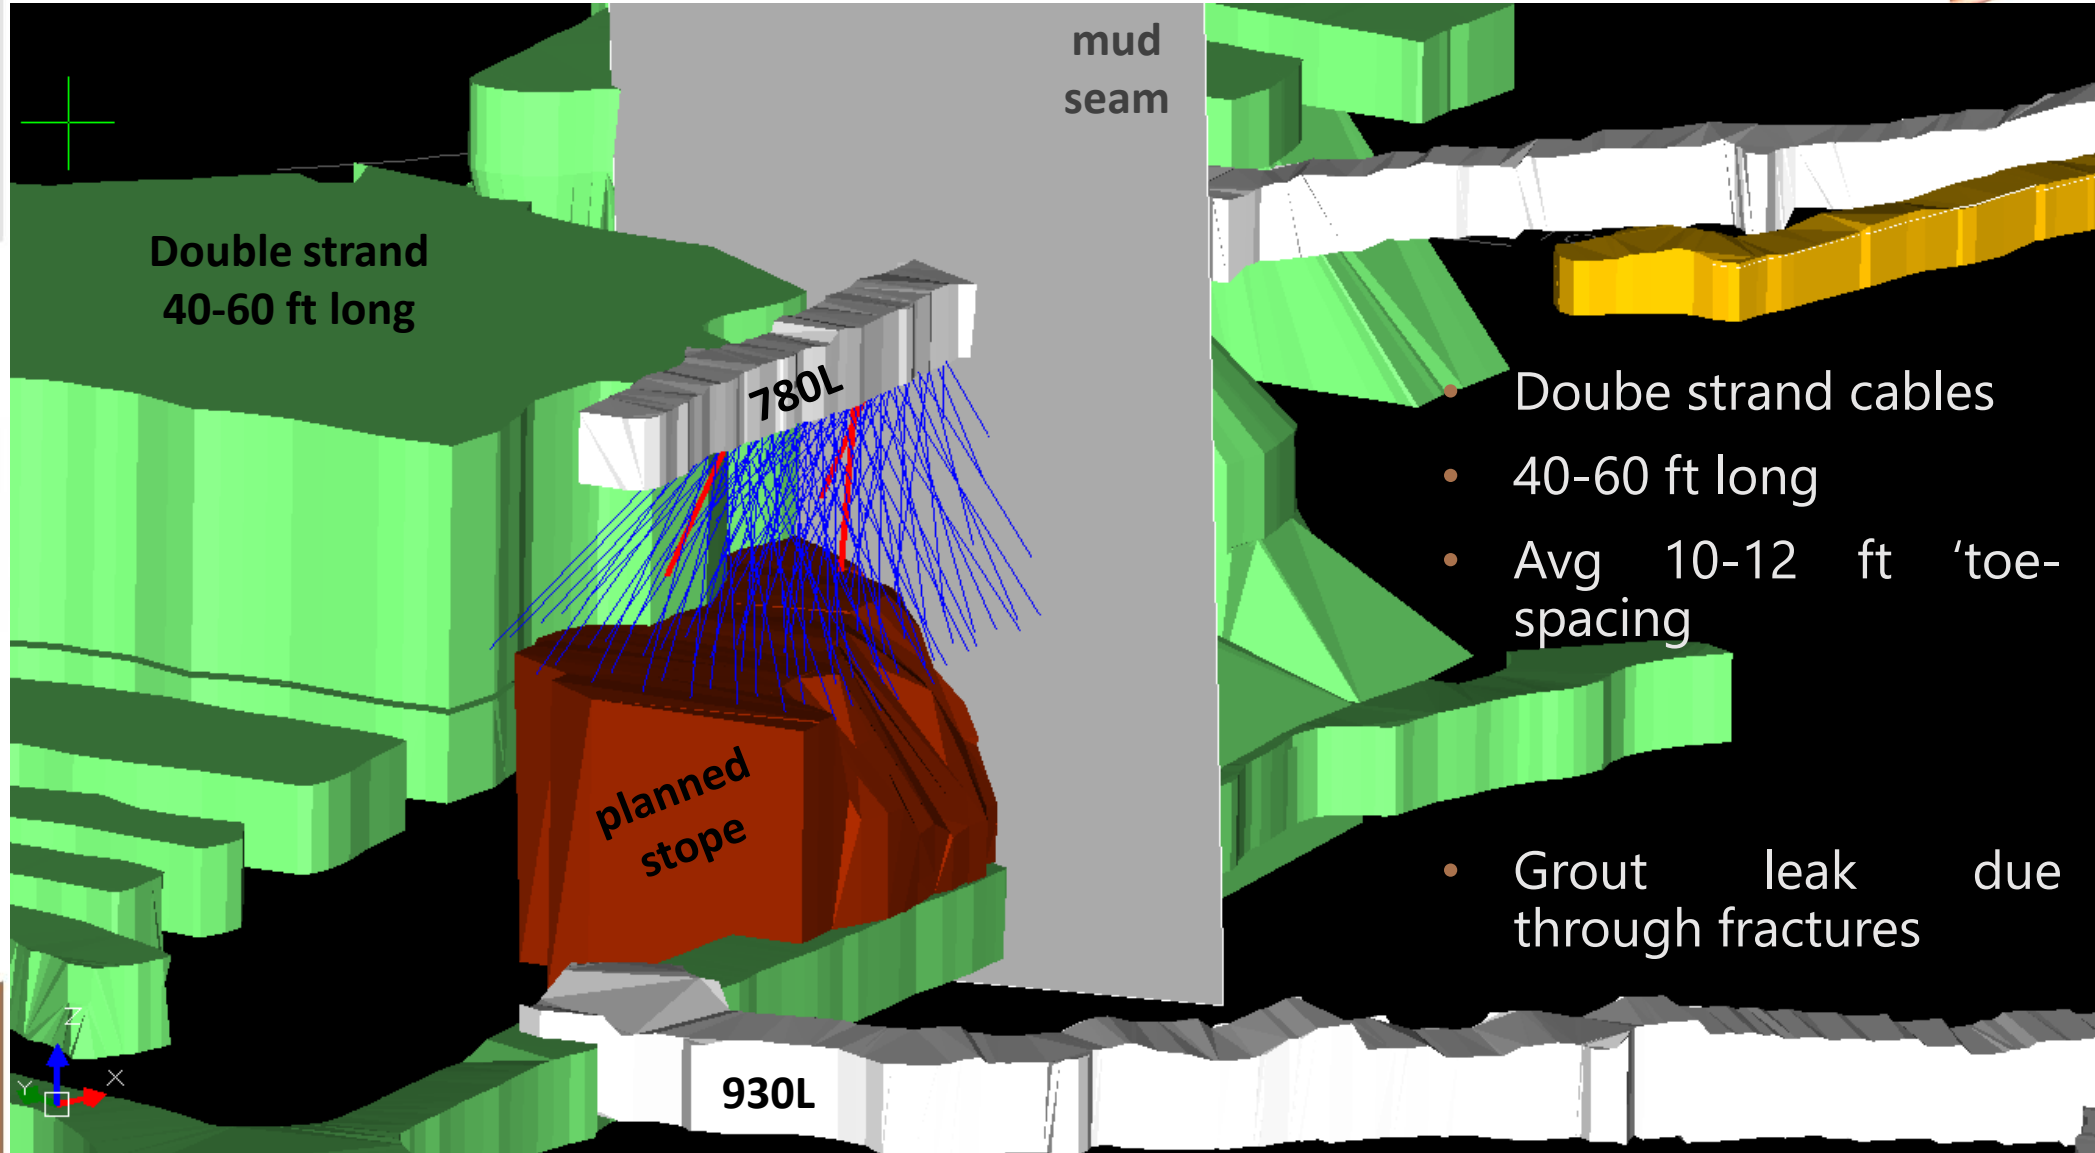 mud
seam
Double strand
40-60 ft long
780L
• Doube strand cables
• 40-60 ft long
• Avg 10-12 ft ‘toe-
spacing
planned
stope
• Grout leak due
through fractures
930L
Z
Y
X